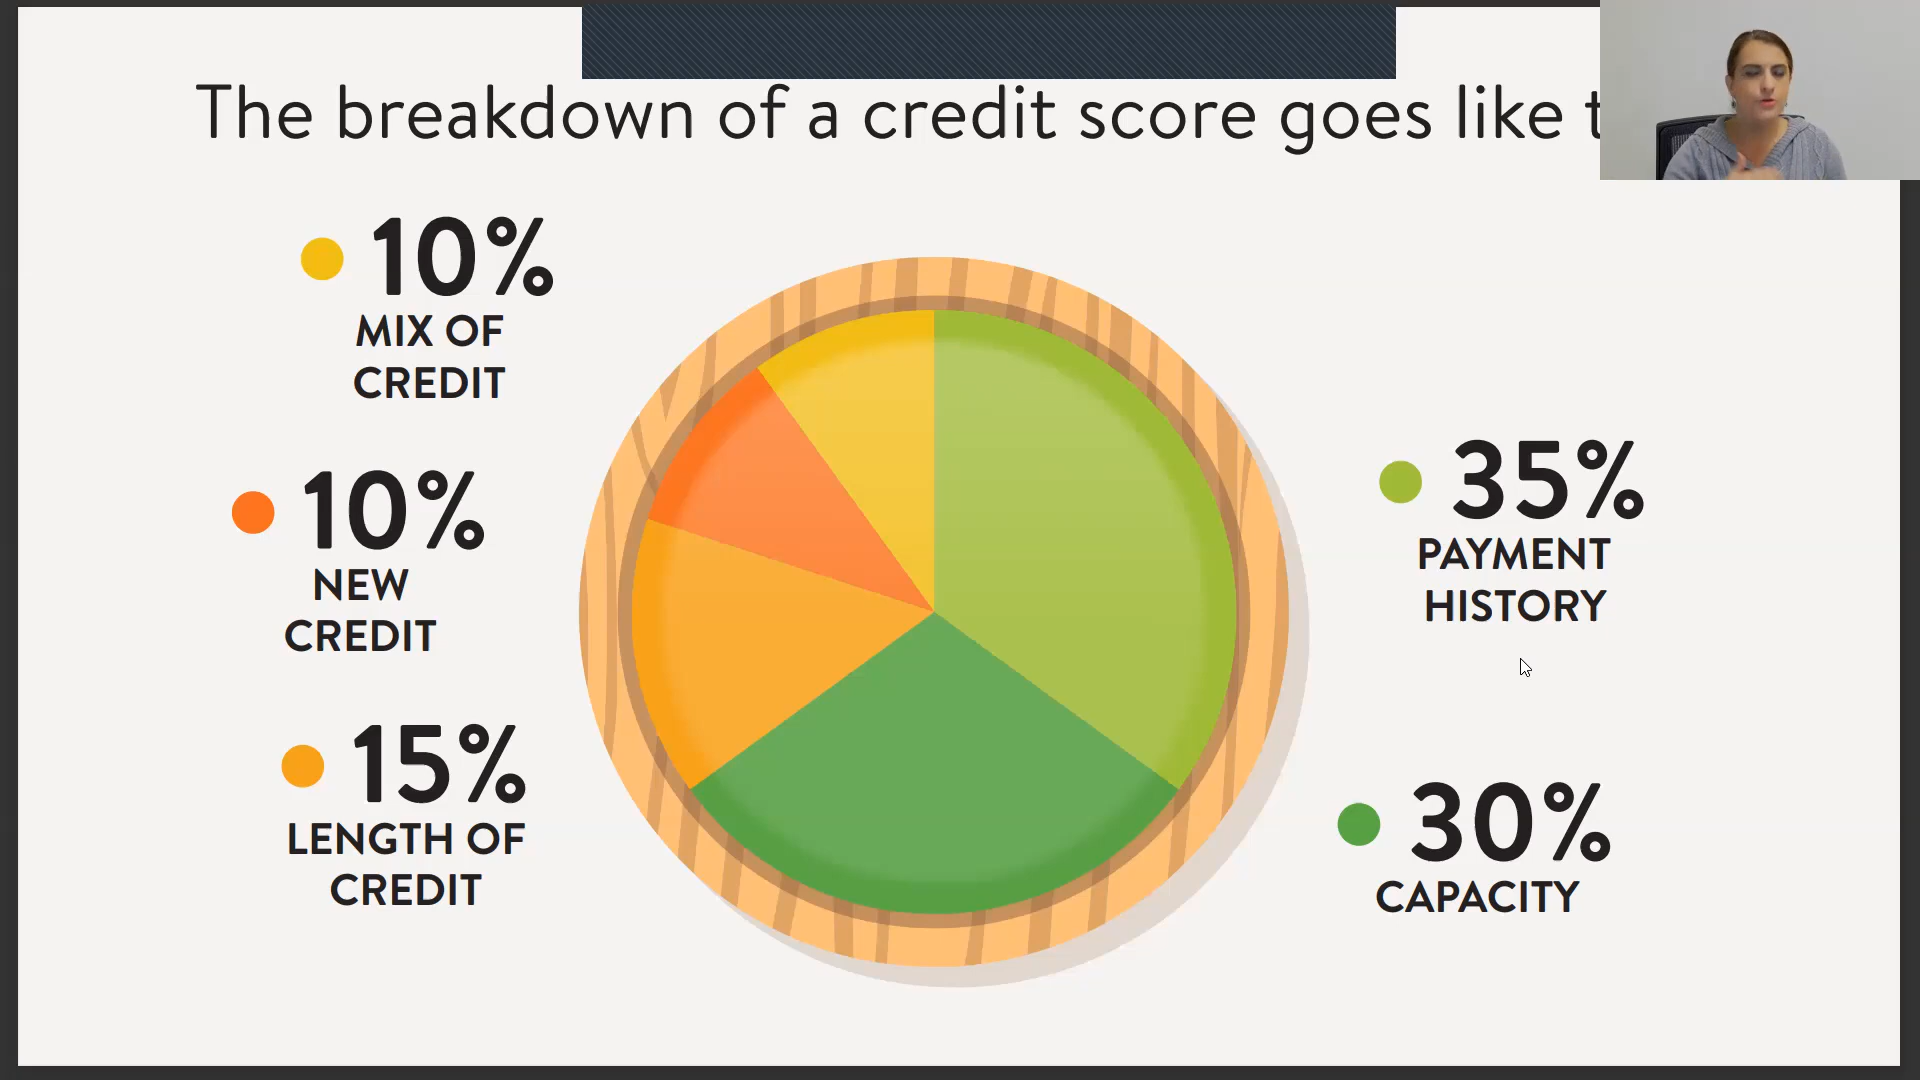 The breakdown of a credit score goes like
10%
MIX OF
CREDIT
10%
NEW
CREDIT
15%
LENGTH OF
CREDIT
35%
PAYMENT
HISTORY
30%
CAPACITY